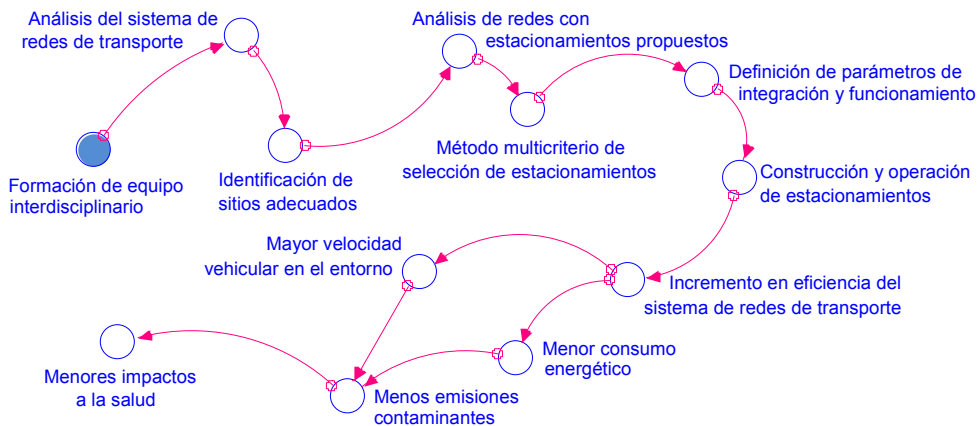 Análisis del sistema de
redes de transporte
Análisis de redes con
estacionamientos propuestos
Definición de parámetros de
integración y funcionamiento
Formación de equipo
interdisciplinario
Identificación de
sitios adecuados
Método multicriterio de
selección de estacionamientos
Construcción y operación
de estacionamientos
Mayor velocidad
vehicular en el entorno
Incremento en eficiencia del
sistema de redes de transporte
Menor consumo
energético
Menores impactos
a la salud
Menos emisiones
contaminantes